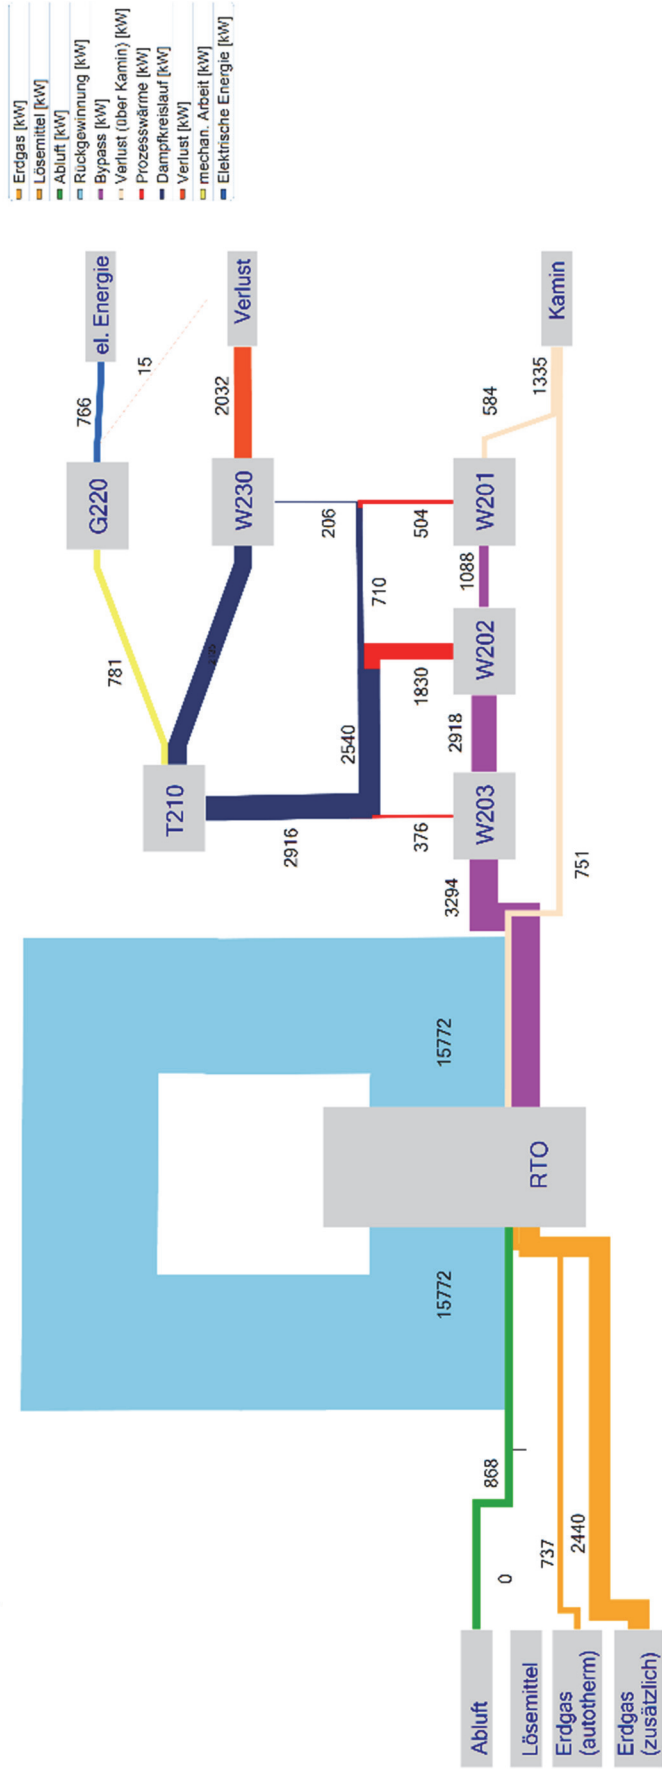 Erdgas [kW]
Lösemittel [kW]
Abluft [kW]
Rückgewinnung [kW]
Bypass [kW]
Verlust (über Kamin) [kW]
Prozesswärme [kW]
Dampfkreislauf [kW]
Verlust [kW]
mechan. Arbeit [kW]
Elektrische Energie [kW]
781
G220
766
el. Energie
15
T210
W230
2032
Verlust
2916
2540
710
206
376
1830
504
15772
15772
3294
W203
2918
W202
1088
W201
584
RTO
751
1335
Kamin
Abluft
868
0
Lösemittel
737
Erdgas
(autotherm)
2440
Erdgas
(zusätzlich)